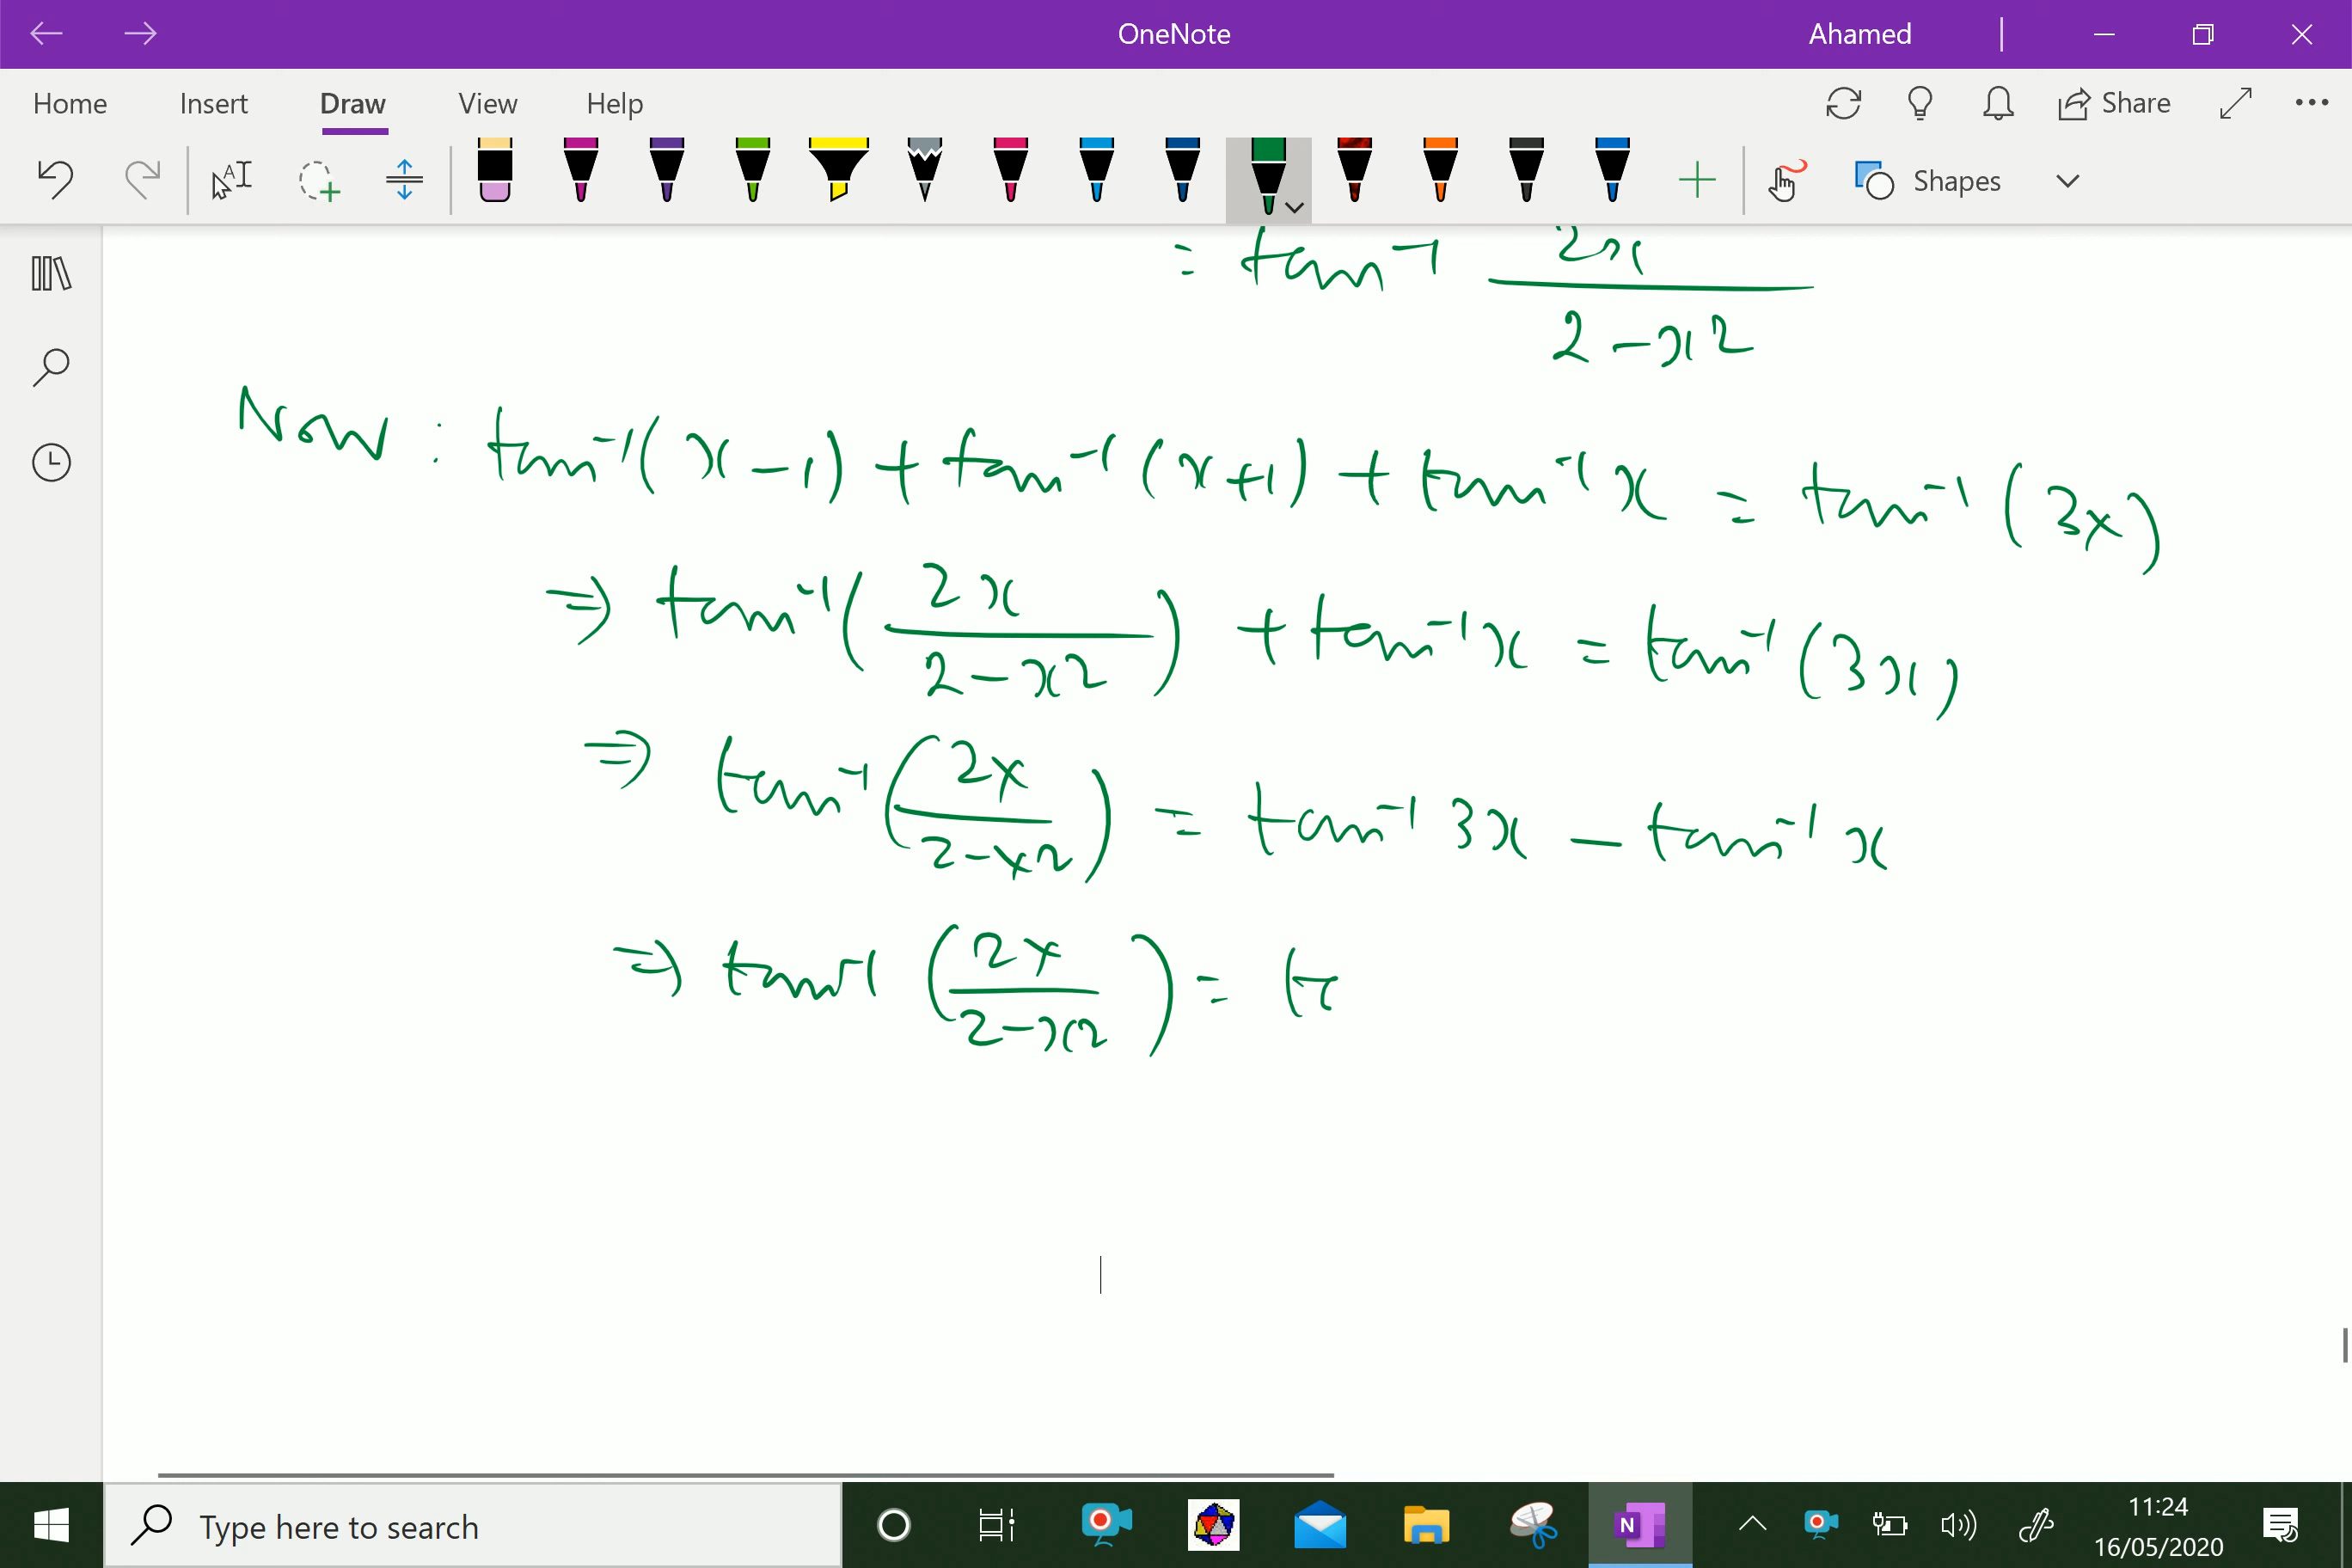 OneNote
Ahamed
Home Insert Draw View Help
Share
Shapes
= tan⁻¹ 2x / 2 - x²
Now : tan⁻¹(x-1) + tan⁻¹(x+1) + tan⁻¹x = tan⁻¹(3x)
⇒ tan⁻¹(2x / 2-x²) + tan⁻¹x = tan⁻¹(3x)
⇒ tan⁻¹(2x / 2-x²) = tan⁻¹ 3x - tan⁻¹ x
⇒ tan⁻¹(2x / 2-x²) =
Type here to search
11:24
16/05/2020